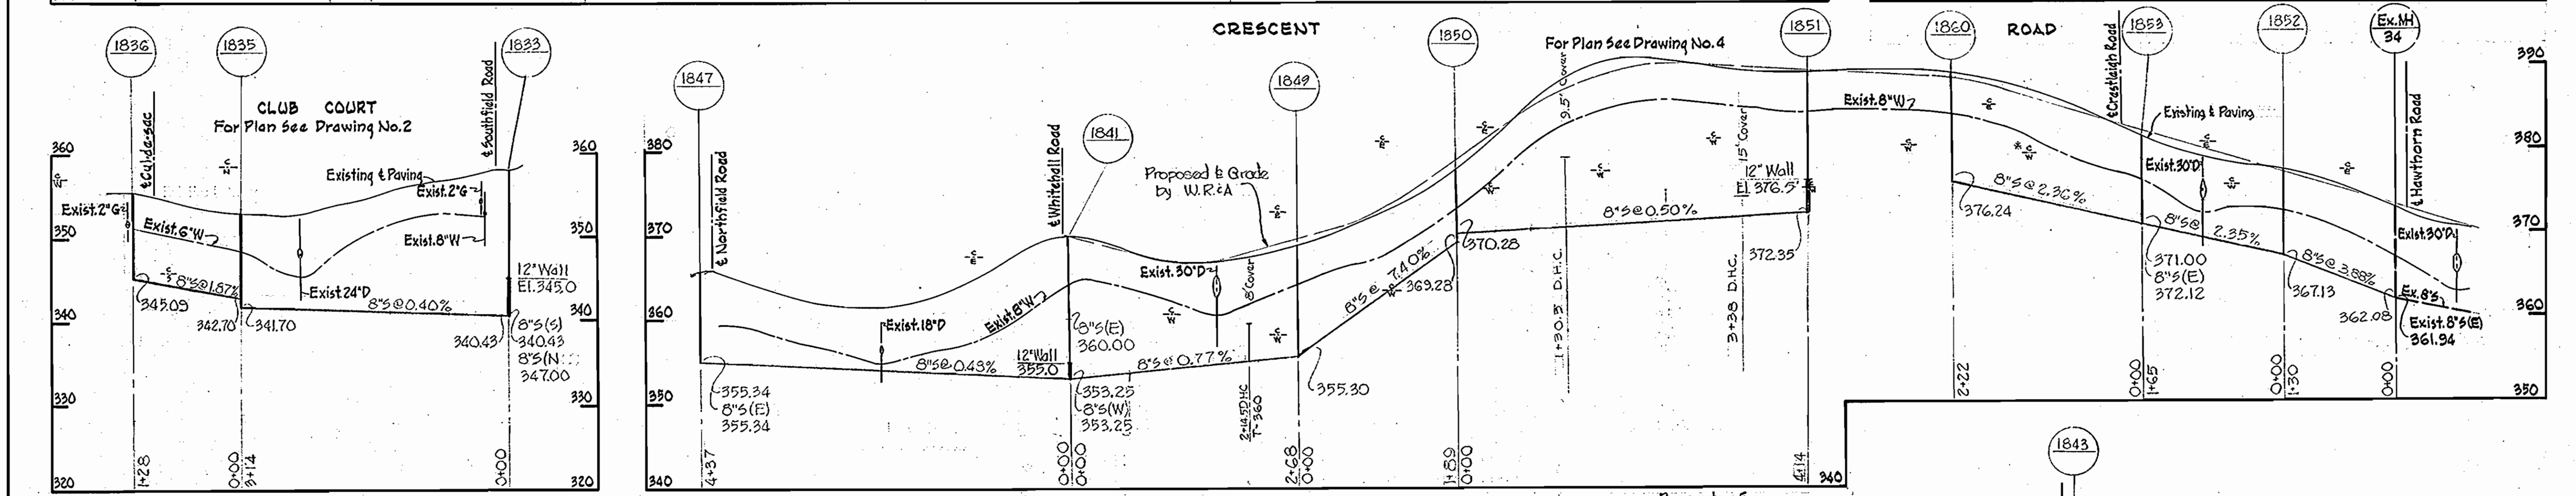 CRESCENT
ROAD
For Plan See Drawing No.4
CLUB COURT
For Plan See Drawing No.2
1836
1835
1833
1847
1841
1849
1850
1851
1860
1853
1852
Ex.MH
34
1843
℄ Cul-de-sac
℄ Southfield Road
360
350
340
330
320
360
350
340
330
320
Existing ℄ Paving
Exist.2"G
Exist.6"W
Exist.2"G
Exist.8"W
Exist.24"D
12"Wall
El.345.0
8"S@1.87%
8"S@0.40%
345.09
342.70
341.70
340.43
8"S(S)
340.43
8"S(N
347.00
1+28
0+00
3+14
0+00
380
370
360
350
340
℄ Northfield Road
℄ Whitehall Road
Proposed ℄ Grade
by W.R.&A
Exist.18"D
Exist.8"W
Exist.30"D
8'Cover
9.5' Cover
15' Cover
12"Wall
El.376.5
12"Wall
355.0
8"S(E)
360.00
8"S@0.43%
8"S@0.77%
8"S@ 7.40%
8"S@0.50%
355.34
8"S(E)
355.34
353.25
8"S(W)
353.25
355.30
369.28
370.28
372.35
4+37
0+00
0+00
2+14.5 D.H.C
T-360
2+68
0+00
1+89
0+00
1+30.5 D.H.C.
3+38 D.H.C.
4+14
340
Exist.8"W
℄ Crestleigh Road
Existing ℄ Paving
℄ Hawthorn Road
Exist.30"D
Exist.30"D
8"S@2.36%
8"S@ 2.35%
8"S@3.88%
Ex.8"S
376.24
371.00
8"S(E)
372.12
367.13
362.08
Exist.8"S(E)
361.94
2+22
0+00
1+65
0+00
1+30
0+00
390
380
370
360
350